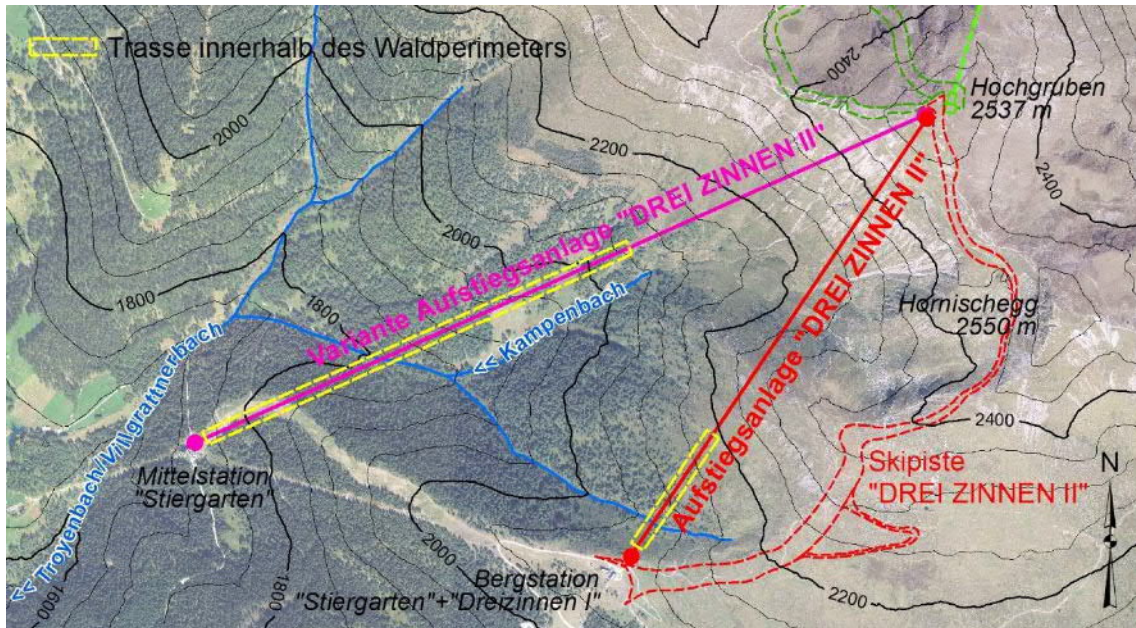 Trasse innerhalb des Waldperimeters
2400
Hochgruben
2537 m
2000
2200
2400
Variante Aufstiegsanlage "DREI ZINNEN II"
2000
1800
1800
Hornischegg
2550 m
<< Kampenbach
Aufstiegsanlage "DREI ZINNEN II"
2400
Mittelstation
"Stiergarten"
Skipiste
"DREI ZINNEN II"
N
<< Troyenbach/Villgrattnerbach
2000
Bergstation
"Stiergarten"+"Dreizinnen I"
1600
1800
2200